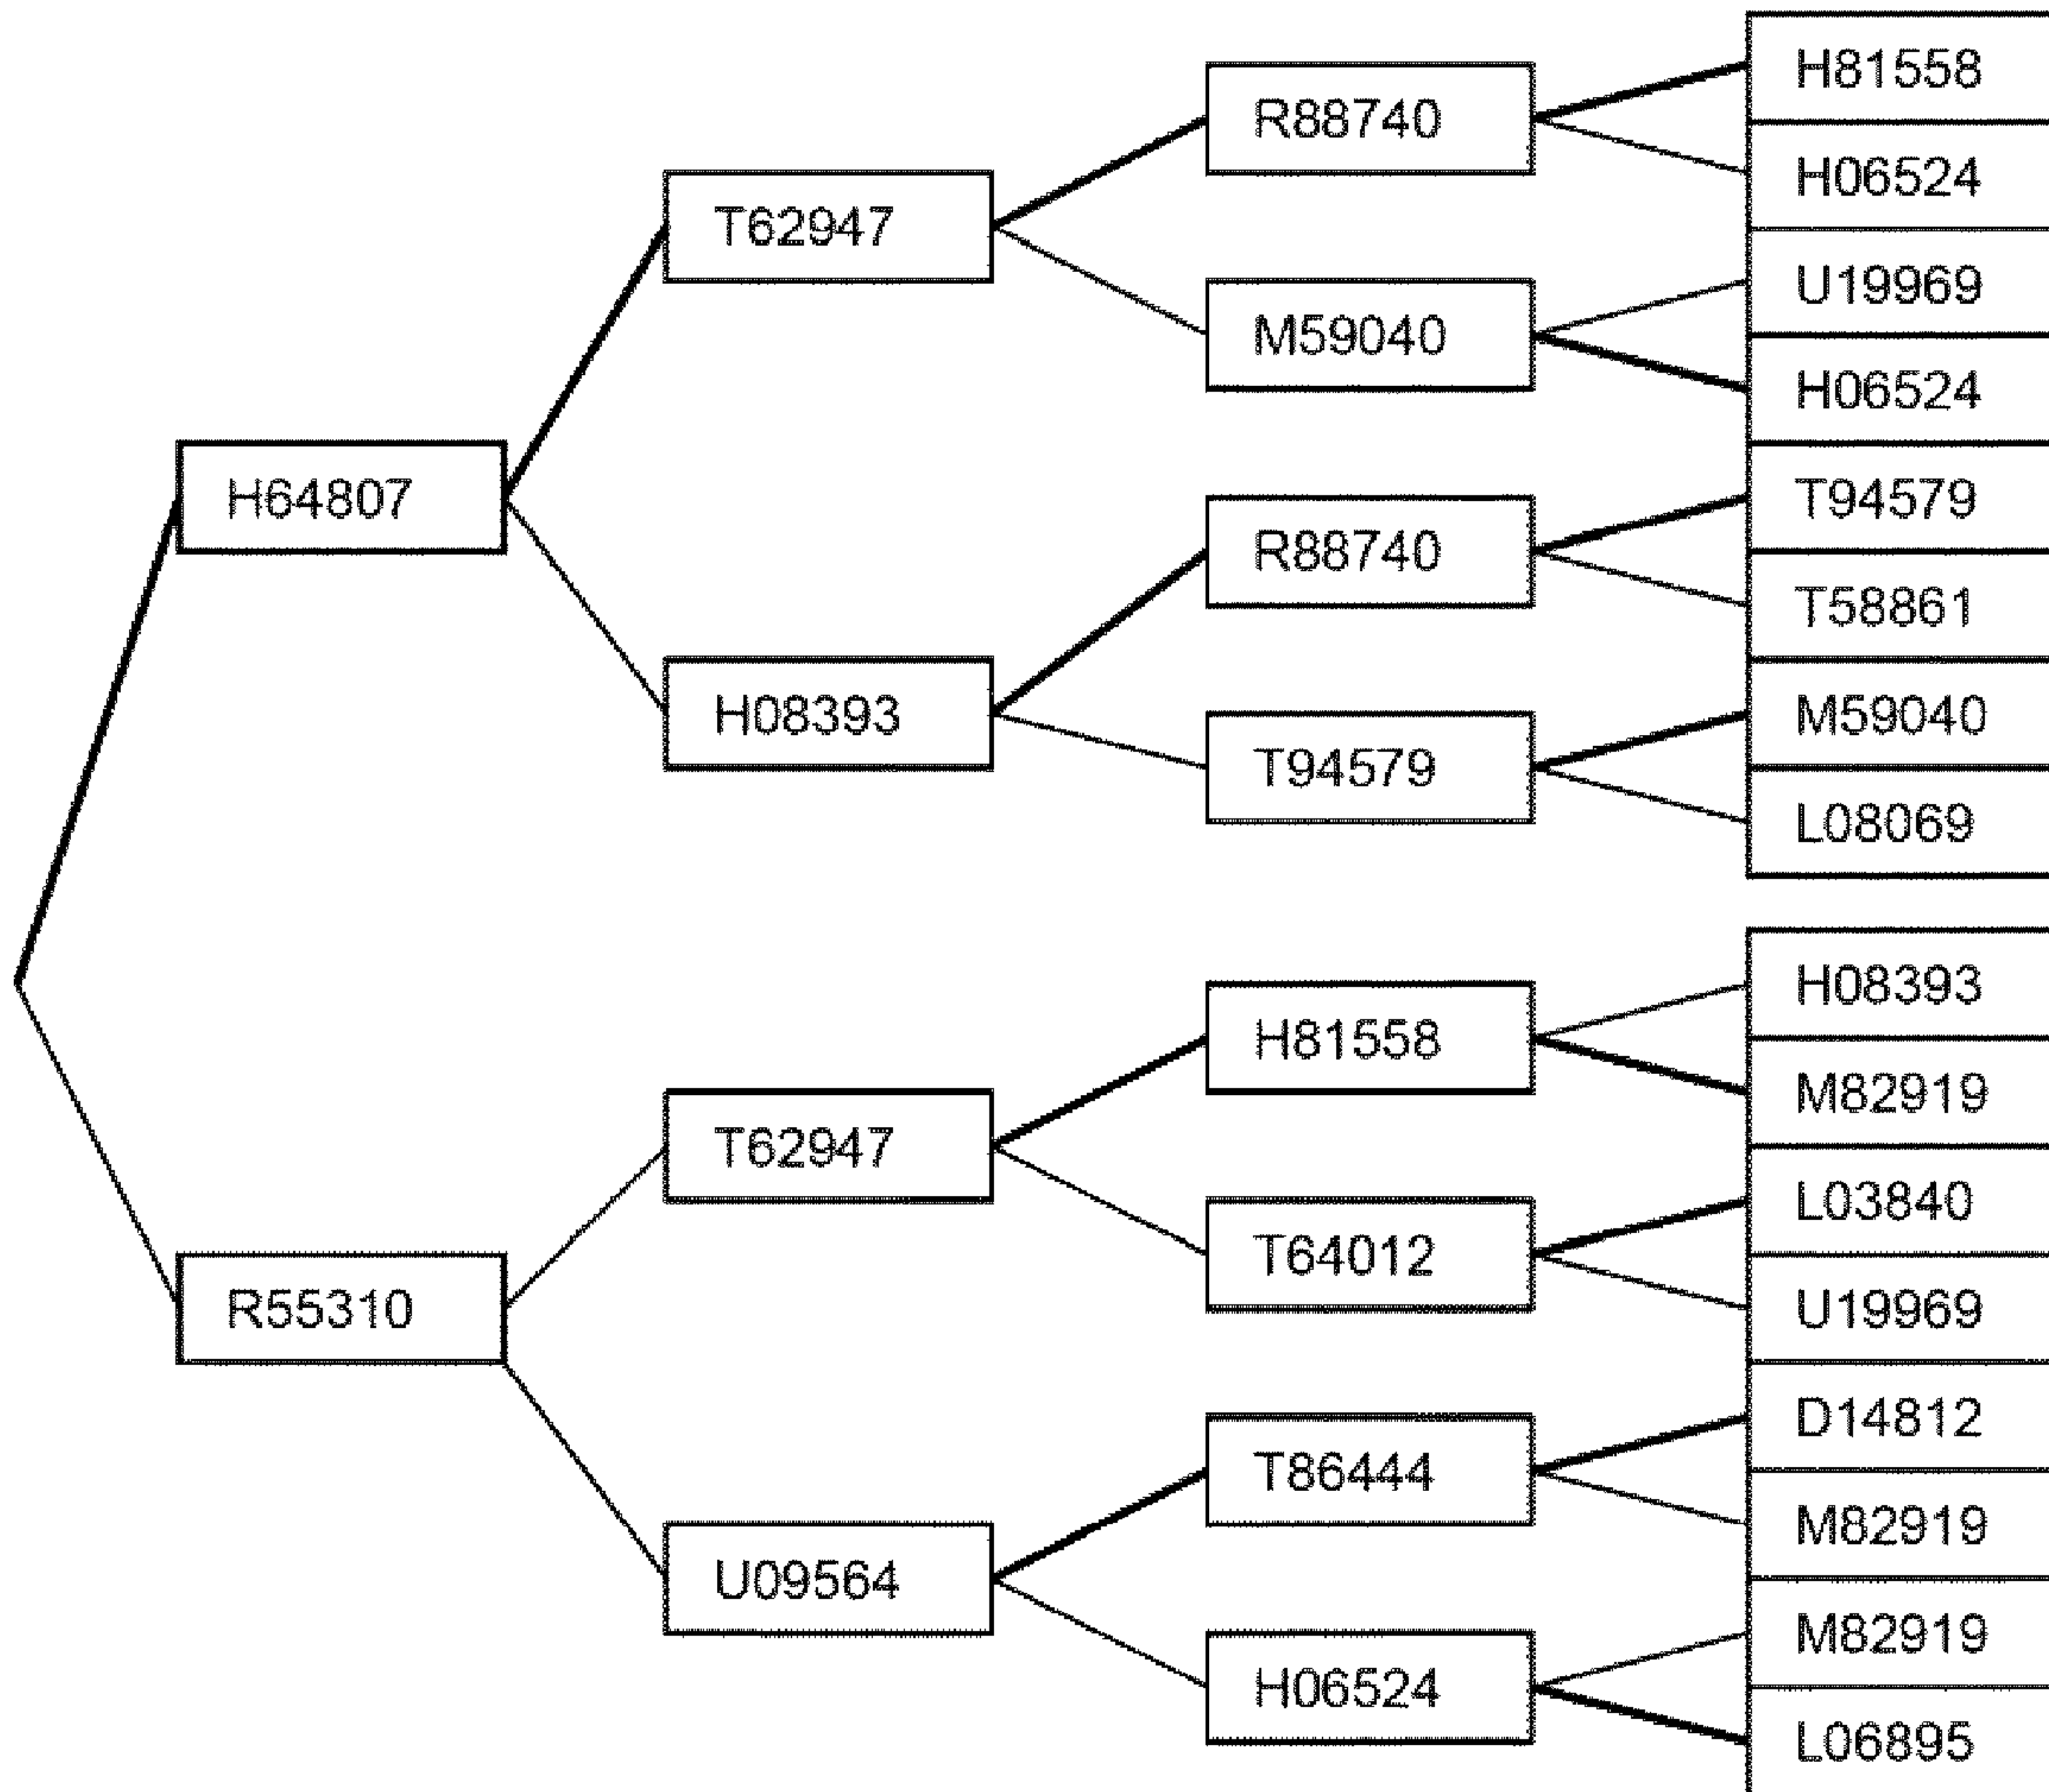 H64807
R55310
T62947
H08393
T62947
U09564
R88740
M59040
R88740
T94579
H81558
T64012
T86444
H06524
H81558
H06524
U19969
H06524
T94579
T58861
M59040
L08069
H08393
M82919
L03840
U19969
D14812
M82919
M82919
L06895